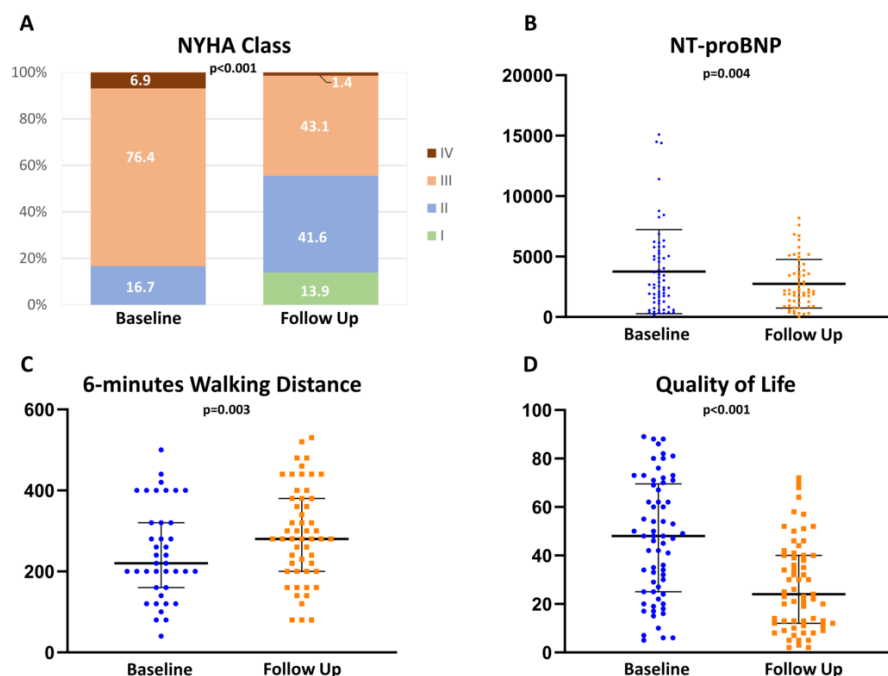 A
NYHA Class
p<0.001
100%
80%
60%
40%
20%
0%
6.9
76.4
16.7
1.4
43.1
41.6
13.9
Baseline
Follow Up
IV
III
II
I
B
NT-proBNP
p=0.004
20000
15000
10000
5000
0
Baseline
Follow Up
C
6-minutes Walking Distance
p=0.003
600
400
200
0
Baseline
Follow Up
D
Quality of Life
p<0.001
100
80
60
40
20
0
Baseline
Follow Up